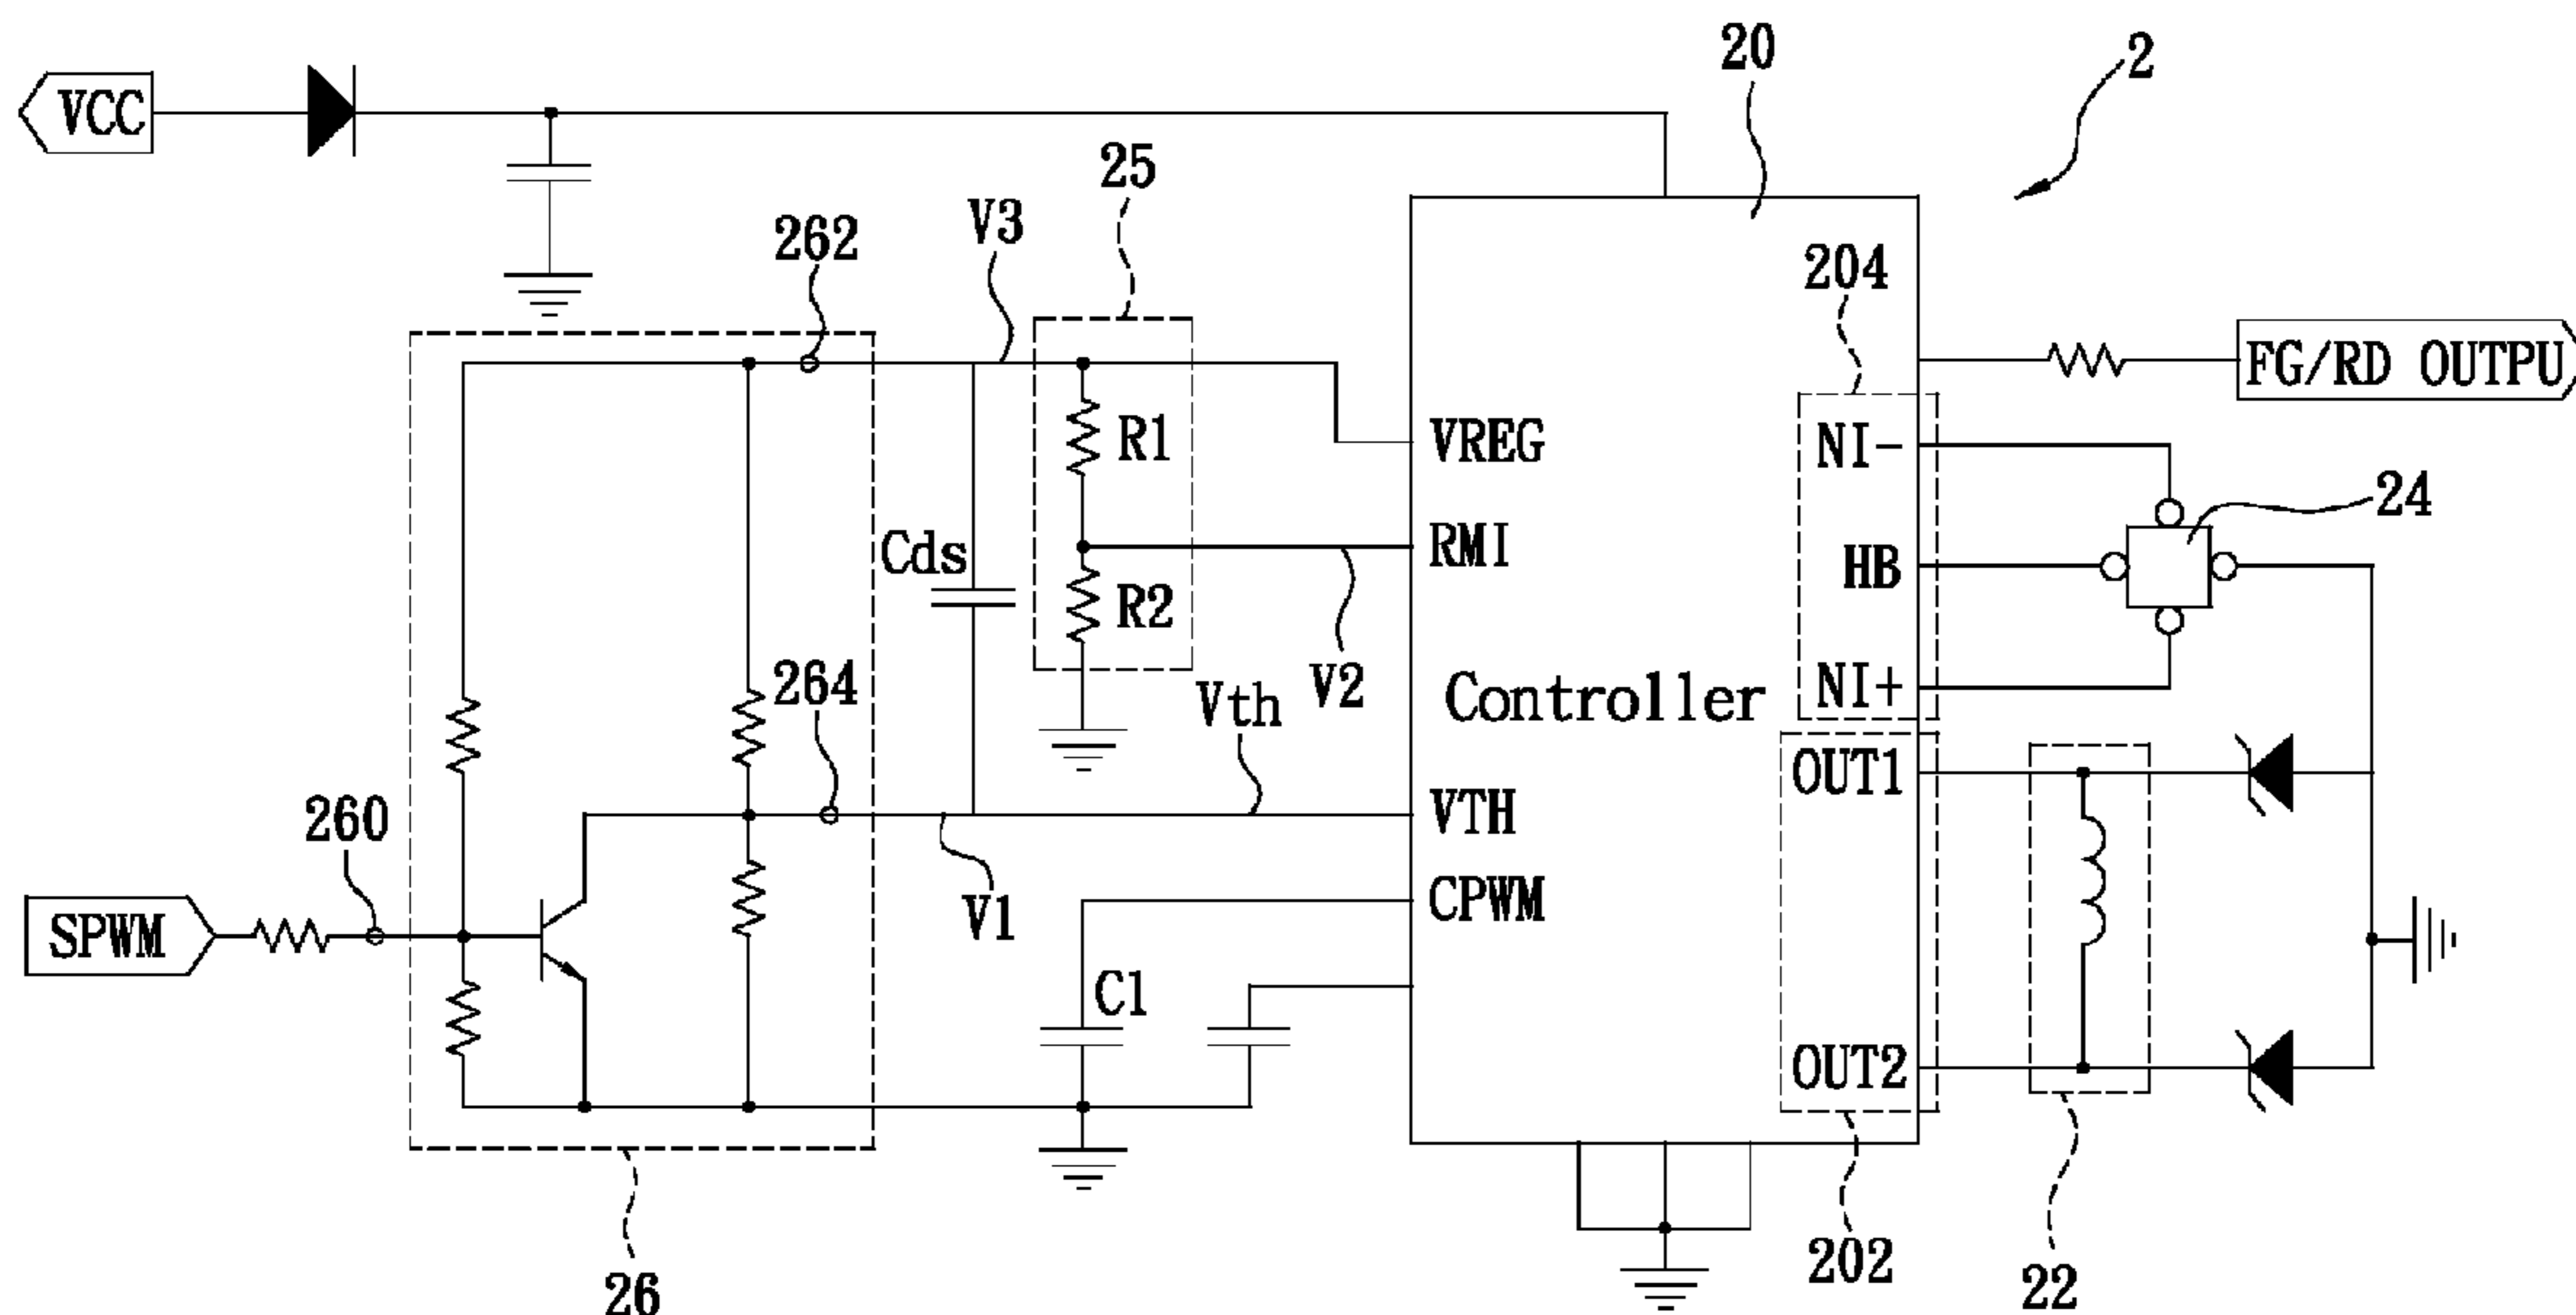 20
2
VCC
25
V3
262
204
FG/RD OUTPU
NI-
R1
VREG
24
Cds
RMI
HB
R2
V2
264
Vth
Controller
NI+
OUT1
260
VTH
V1
CPWM
SPWM
C1
OUT2
26
202
22